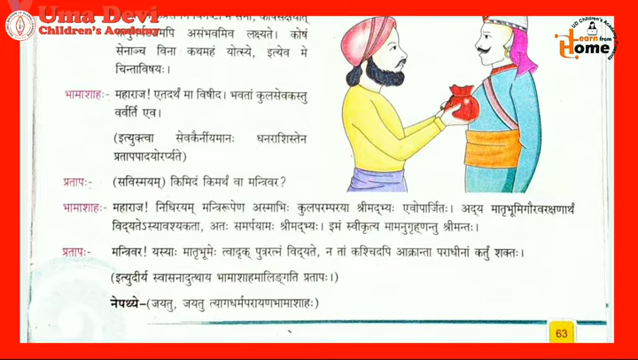 Uma Devi
Children's Academy
UD Children's Academy
Learn from
Home
असंभवमिव लक्ष्यते। कोषं
सेनाञ्च विना कथमहं योत्स्ये, इत्येव मे
चिन्ताविषयः।
भामाशाहः- महाराज! एतदर्थं मा विषीद। भवतां कुलसेवकस्तु
वर्वर्ति एव।
(इत्युक्त्वा सेवकैर्नीयमानः धनराशिस्तेन
प्रतापपादयोरर्प्यते)
प्रतापः- (सविस्मयम्) किमिदं किमर्थं वा मन्त्रिवर?
भामाशाहः- महाराज! निधिरयम् मन्त्रिरूपेण अस्माभिः कुलपरम्परया श्रीमद्भ्यः एवोपार्जितः। अद्य मातृभूमिगौरवरक्षणार्थं
विद्यतेऽस्यावश्यकता, अतः समर्पयामः श्रीमद्भ्यः। इमं स्वीकृत्य मामनुगृह्णन्तु श्रीमन्तः।
प्रतापः- मन्त्रिवर! यस्याः मातृभूमेः त्वादृक् पुत्ररत्नं विद्यते, न तां कश्चिदपि आक्रान्ता पराधीनां कर्तुं शक्तः।
(इत्युदीर्य स्वासनादुत्थाय भामाशाहमालिङ्गति प्रतापः।)
नेपथ्ये-(जयतु, जयतु त्यागधर्मपरायणभामाशाहः)
63